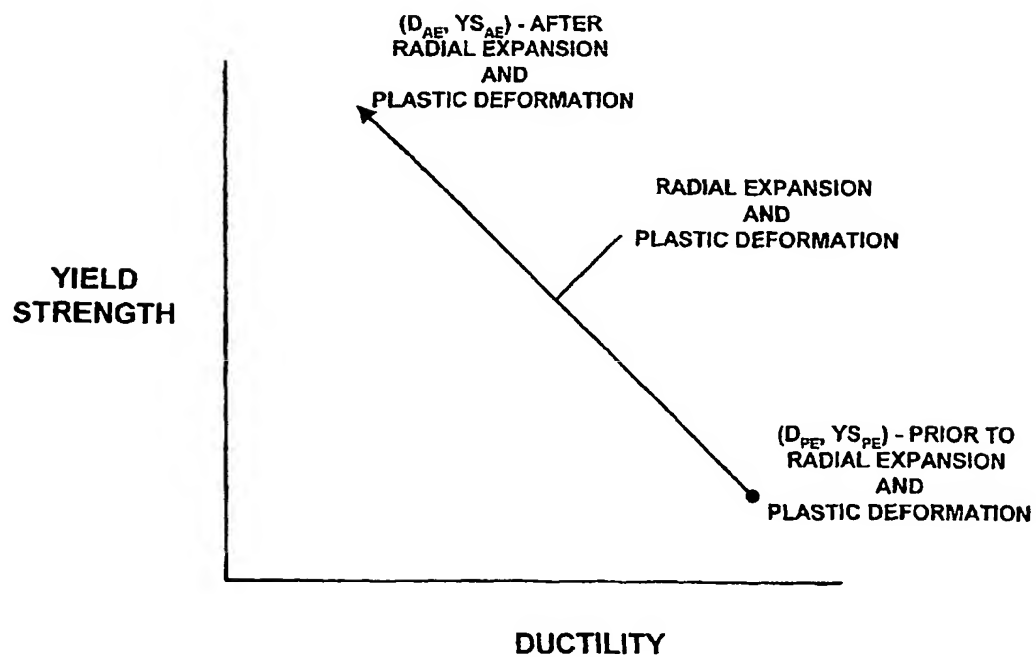 (D_AE, YS_AE) - AFTER
RADIAL EXPANSION
AND
PLASTIC DEFORMATION
RADIAL EXPANSION
AND
PLASTIC DEFORMATION
YIELD
STRENGTH
(D_PE, YS_PE) - PRIOR TO
RADIAL EXPANSION
AND
PLASTIC DEFORMATION
DUCTILITY